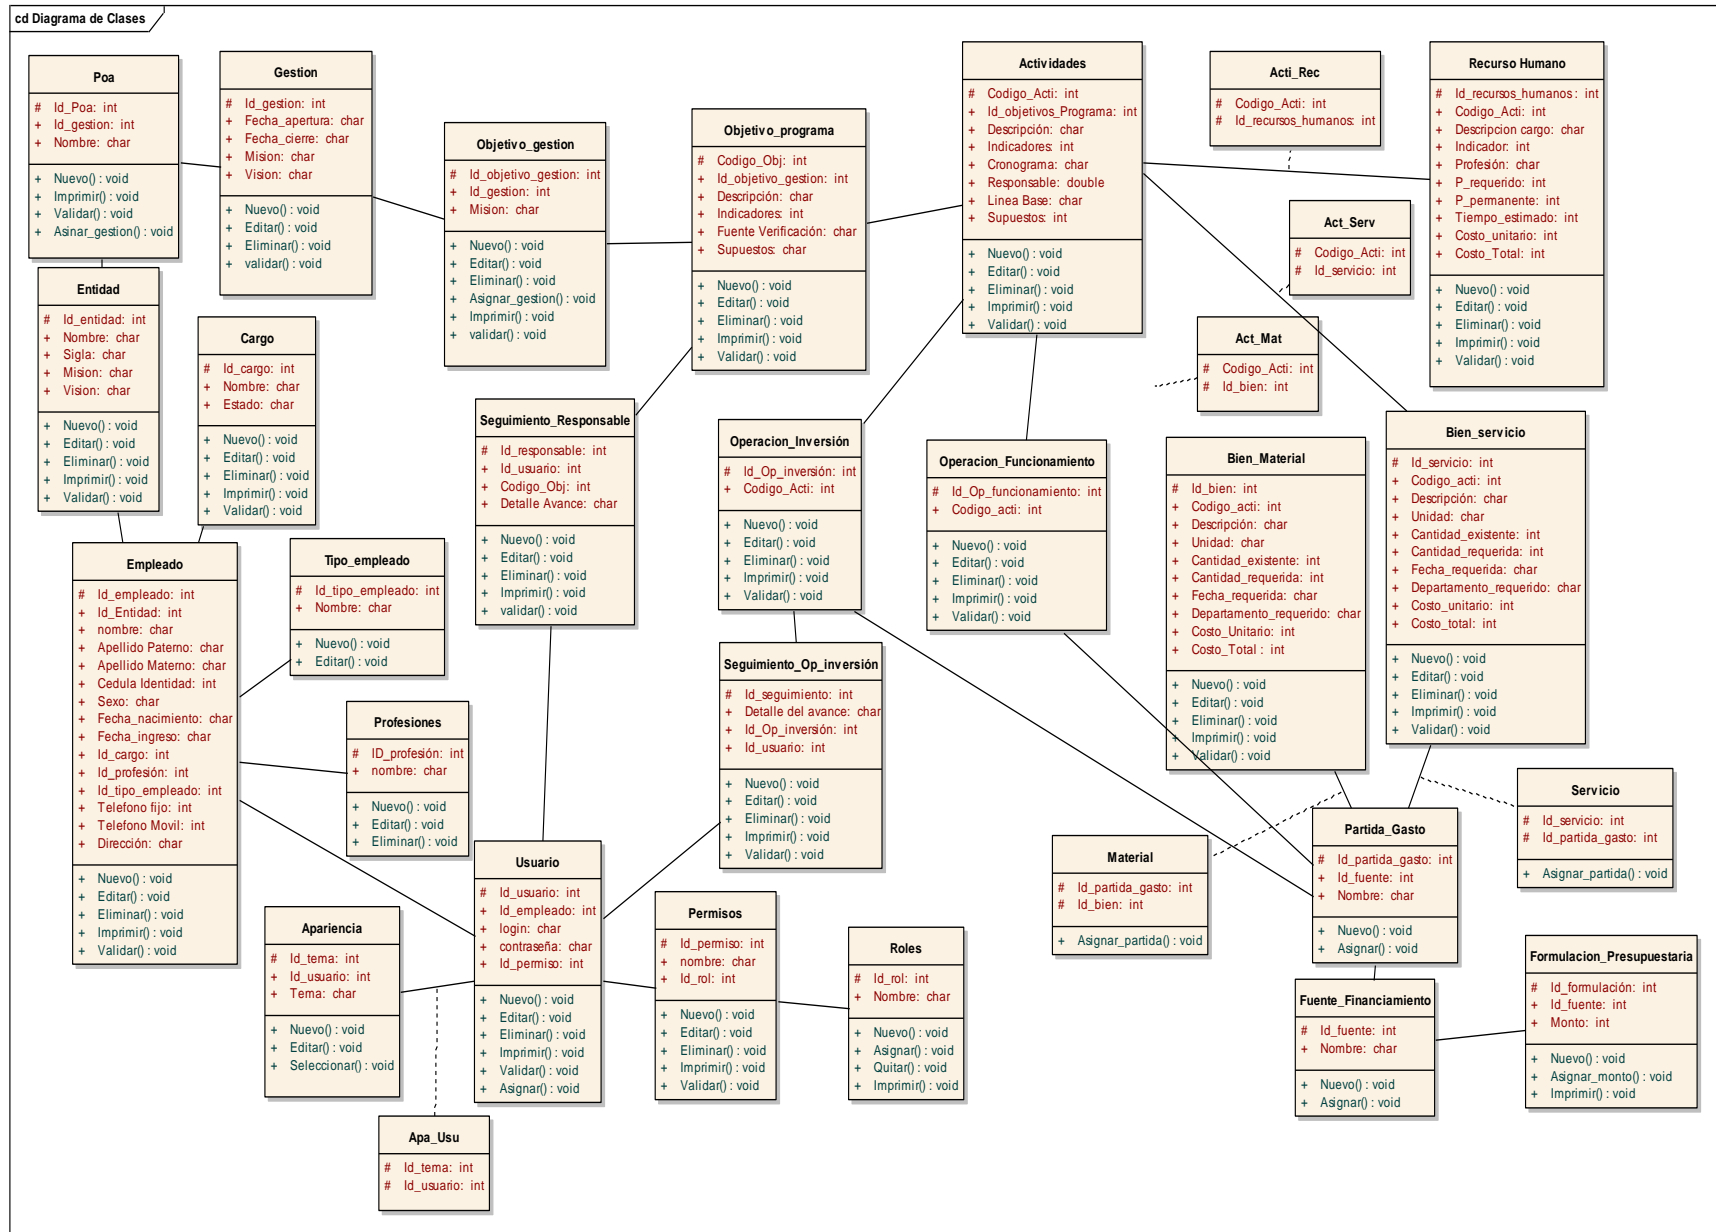 cd Diagrama de Clases
Poa
# Id_Poa: int
+ Id_gestion: int
+ Nombre: char
+ Nuevo() : void
+ Imprimir() : void
+ Validar() : void
+ Asinar_gestion() : void
Gestion
# Id_gestion: int
+ Fecha_apertura: char
+ Fecha_cierre: char
+ Mision: char
+ Vision: char
+ Nuevo() : void
+ Editar() : void
+ Eliminar() : void
+ validar() : void
Objetivo_gestion
# Id_objetivo_gestion: int
+ Id_gestion: int
+ Mision: char
+ Nuevo() : void
+ Editar() : void
+ Eliminar() : void
+ Asignar_gestion() : void
+ Imprimir() : void
+ validar() : void
Objetivo_programa
# Codigo_Obj: int
+ Id_objetivo_gestion: int
+ Descripción: char
+ Indicadores: int
+ Fuente Verificación: char
+ Supuestos: char
+ Nuevo() : void
+ Editar() : void
+ Eliminar() : void
+ Imprimir() : void
+ Validar() : void
Actividades
# Codigo_Acti: int
+ Id_objetivos_Programa: int
+ Descripción: char
+ Indicadores: int
+ Cronograma: char
+ Responsable: double
+ Linea Base: char
+ Supuestos: int
+ Nuevo() : void
+ Editar() : void
+ Eliminar() : void
+ Imprimir() : void
+ Validar() : void
Acti_Rec
# Codigo_Acti: int
# Id_recursos_humanos: int
Recurso Humano
# Id_recursos_humanos: int
+ Codigo_Acti: int
+ Descripcion cargo: char
+ Indicador: int
+ Profesión: char
+ P_requerido: int
+ P_permanente: int
+ Tiempo_estimado: int
+ Costo_unitario: int
+ Costo_Total: int
+ Nuevo() : void
+ Editar() : void
+ Eliminar() : void
+ Imprimir() : void
+ Validar() : void
Act_Serv
# Codigo_Acti: int
# Id_servicio: int
Act_Mat
# Codigo_Acti: int
# Id_bien: int
Entidad
# Id_entidad: int
+ Nombre: char
+ Sigla: char
+ Mision: char
+ Vision: char
+ Nuevo() : void
+ Editar() : void
+ Eliminar() : void
+ Imprimir() : void
+ Validar() : void
Cargo
# Id_cargo: int
+ Nombre: char
+ Estado: char
+ Nuevo() : void
+ Editar() : void
+ Eliminar() : void
+ Imprimir() : void
+ Validar() : void
Seguimiento_Responsable
# Id_responsable: int
+ Id_usuario: int
+ Codigo_Obj: int
+ Detalle Avance: char
+ Nuevo() : void
+ Editar() : void
+ Eliminar() : void
+ Imprimir() : void
+ validar() : void
Operacion_Inversión
# Id_Op_inversión: int
+ Codigo_Acti: int
+ Nuevo() : void
+ Editar() : void
+ Eliminar() : void
+ Imprimir() : void
+ Validar() : void
Operacion_Funcionamiento
# Id_Op_funcionamiento: int
+ Codigo_acti: int
+ Nuevo() : void
+ Editar() : void
+ Eliminar() : void
+ Imprimir() : void
+ Validar() : void
Bien_Material
# Id_bien: int
+ Codigo_acti: int
+ Descripción: char
+ Unidad: char
+ Cantidad_existente: int
+ Cantidad_requerida: int
+ Fecha_requerida: char
+ Departamento_requerido: char
+ Costo_Unitario: int
+ Costo_Total : int
+ Nuevo() : void
+ Editar() : void
+ Eliminar() : void
+ Imprimir() : void
+ Validar() : void
Bien_servicio
# Id_servicio: int
+ Codigo_acti: int
+ Descripción: char
+ Unidad: char
+ Cantidad_existente: int
+ Cantidad_requerida: int
+ Fecha_requerida: char
+ Departamento_requerido: char
+ Costo_unitario: int
+ Costo_total: int
+ Nuevo() : void
+ Editar() : void
+ Eliminar() : void
+ Imprimir() : void
+ Validar() : void
Empleado
# Id_empleado: int
+ Id_Entidad: int
+ nombre: char
+ Apellido Paterno: char
+ Apellido Materno: char
+ Cedula Identidad: int
+ Sexo: char
+ Fecha_nacimiento: char
+ Fecha_ingreso: char
+ Id_cargo: int
+ Id_profesión: int
+ Id_tipo_empleado: int
+ Telefono fijo: int
+ Telefono Movil: int
+ Dirección: char
+ Nuevo() : void
+ Editar() : void
+ Eliminar() : void
+ Imprimir() : void
+ Validar() : void
Tipo_empleado
# Id_tipo_empleado: int
+ Nombre: char
+ Nuevo() : void
+ Editar() : void
Profesiones
# ID_profesión: int
+ nombre: char
+ Nuevo() : void
+ Editar() : void
+ Eliminar() : void
Seguimiento_Op_inversión
# Id_seguimiento: int
+ Detalle del avance: char
+ Id_Op_inversión: int
+ Id_usuario: int
+ Nuevo() : void
+ Editar() : void
+ Eliminar() : void
+ Imprimir() : void
+ Validar() : void
Servicio
# Id_servicio: int
# Id_partida_gasto: int
+ Asignar_partida() : void
Partida_Gasto
# Id_partida_gasto: int
+ Id_fuente: int
+ Nombre: char
+ Nuevo() : void
+ Asignar() : void
Material
# Id_partida_gasto: int
# Id_bien: int
+ Asignar_partida() : void
Usuario
# Id_usuario: int
+ Id_empleado: int
+ login: char
+ contraseña: char
+ Id_permiso: int
+ Nuevo() : void
+ Editar() : void
+ Eliminar() : void
+ Imprimir() : void
+ Validar() : void
+ Asignar() : void
Apariencia
# Id_tema: int
+ Id_usuario: int
+ Tema: char
+ Nuevo() : void
+ Editar() : void
+ Seleccionar() : void
Permisos
# Id_permiso: int
+ nombre: char
+ Id_rol: int
+ Nuevo() : void
+ Editar() : void
+ Eliminar() : void
+ Imprimir() : void
+ Validar() : void
Roles
# Id_rol: int
+ Nombre: char
+ Nuevo() : void
+ Asignar() : void
+ Quitar() : void
+ Imprimir() : void
Fuente_Financiamiento
# Id_fuente: int
+ Nombre: char
+ Nuevo() : void
+ Asignar() : void
Formulacion_Presupuestaria
# Id_formulación: int
+ Id_fuente: int
+ Monto: int
+ Nuevo() : void
+ Asignar_monto() : void
+ Imprimir() : void
Apa_Usu
# Id_tema: int
# Id_usuario: int